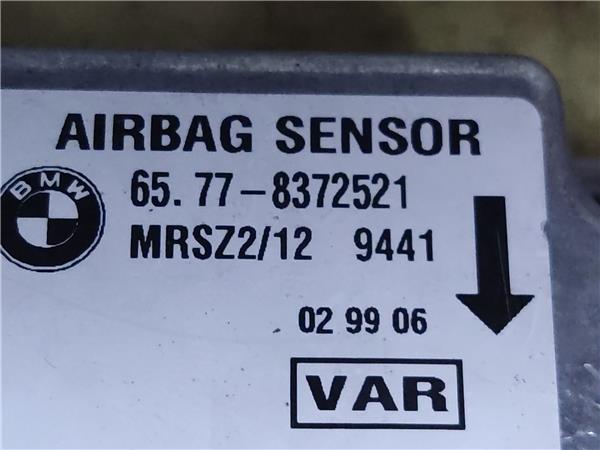 AIRBAG SENSOR
BMW
65. 77-8372521
MRSZ2/12 9441
02 99 06
VAR